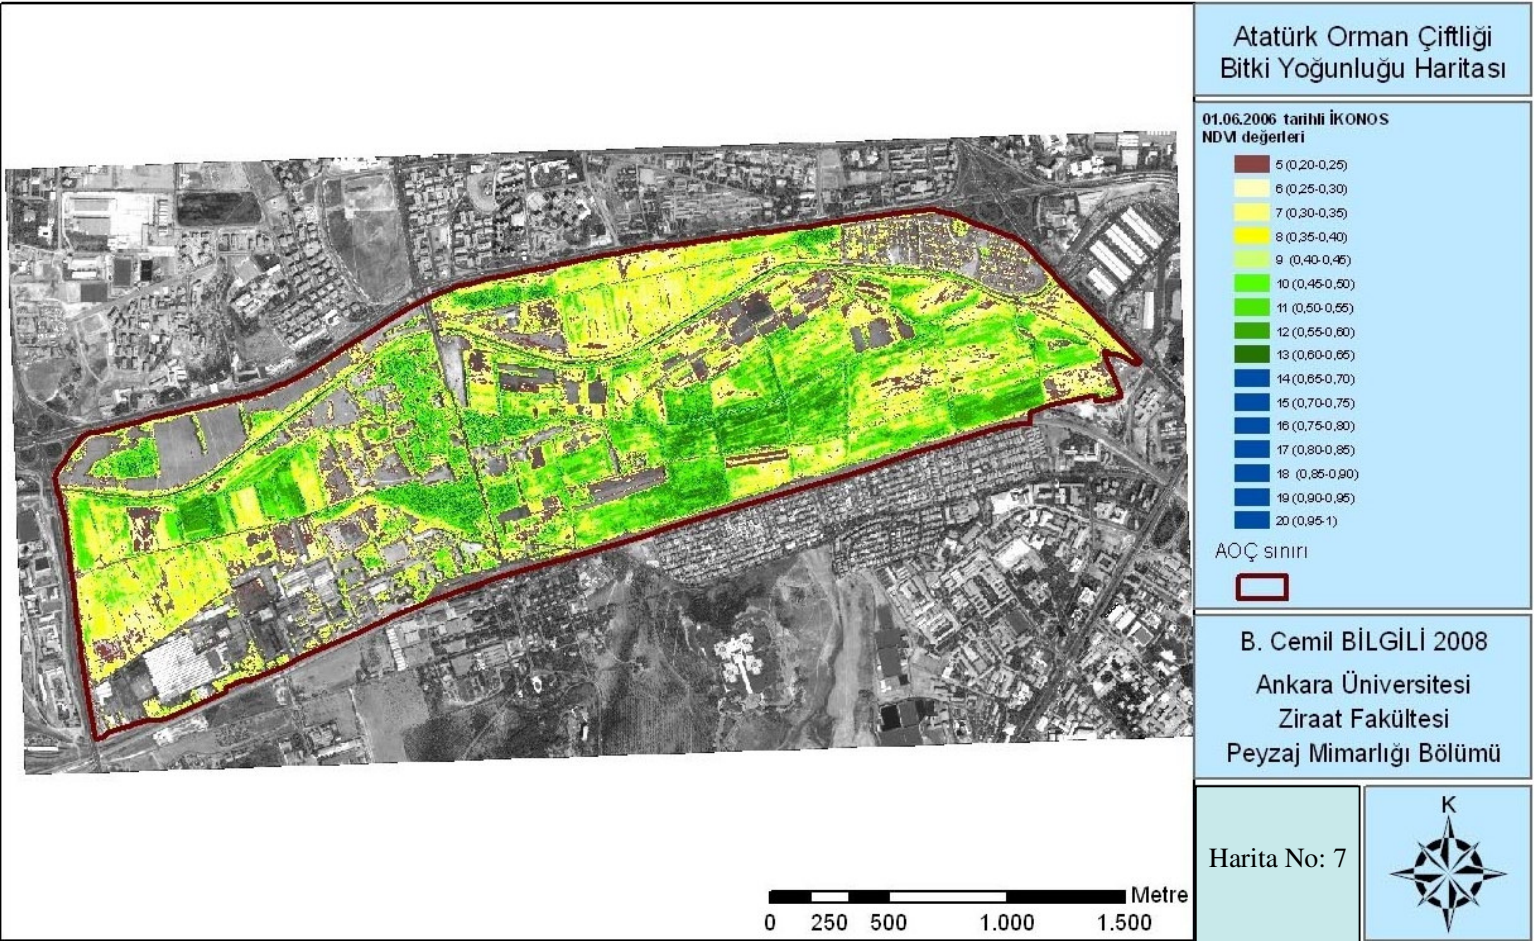 Atatürk Orman Çiftliği
Bitki Yoğunluğu Haritası
01.06.2006 tarihli İKONOS
NDVI değerleri
5 (0,20-0,25)
6 (0,25-0,30)
7 (0,30-0,35)
8 (0,35-0,40)
9 (0,40-0,45)
10 (0,45-0,50)
11 (0,50-0,55)
12 (0,55-0,60)
13 (0,60-0,65)
14 (0,65-0,70)
15 (0,70-0,75)
16 (0,75-0,80)
17 (0,80-0,85)
18 (0,85-0,90)
19 (0,90-0,95)
20 (0,95-1)
AOÇ sınırı
B. Cemil BİLGİLİ 2008
Ankara Üniversitesi
Ziraat Fakültesi
Peyzaj Mimarlığı Bölümü
Harita No: 7
K
Metre
0 250 500 1.000 1.500